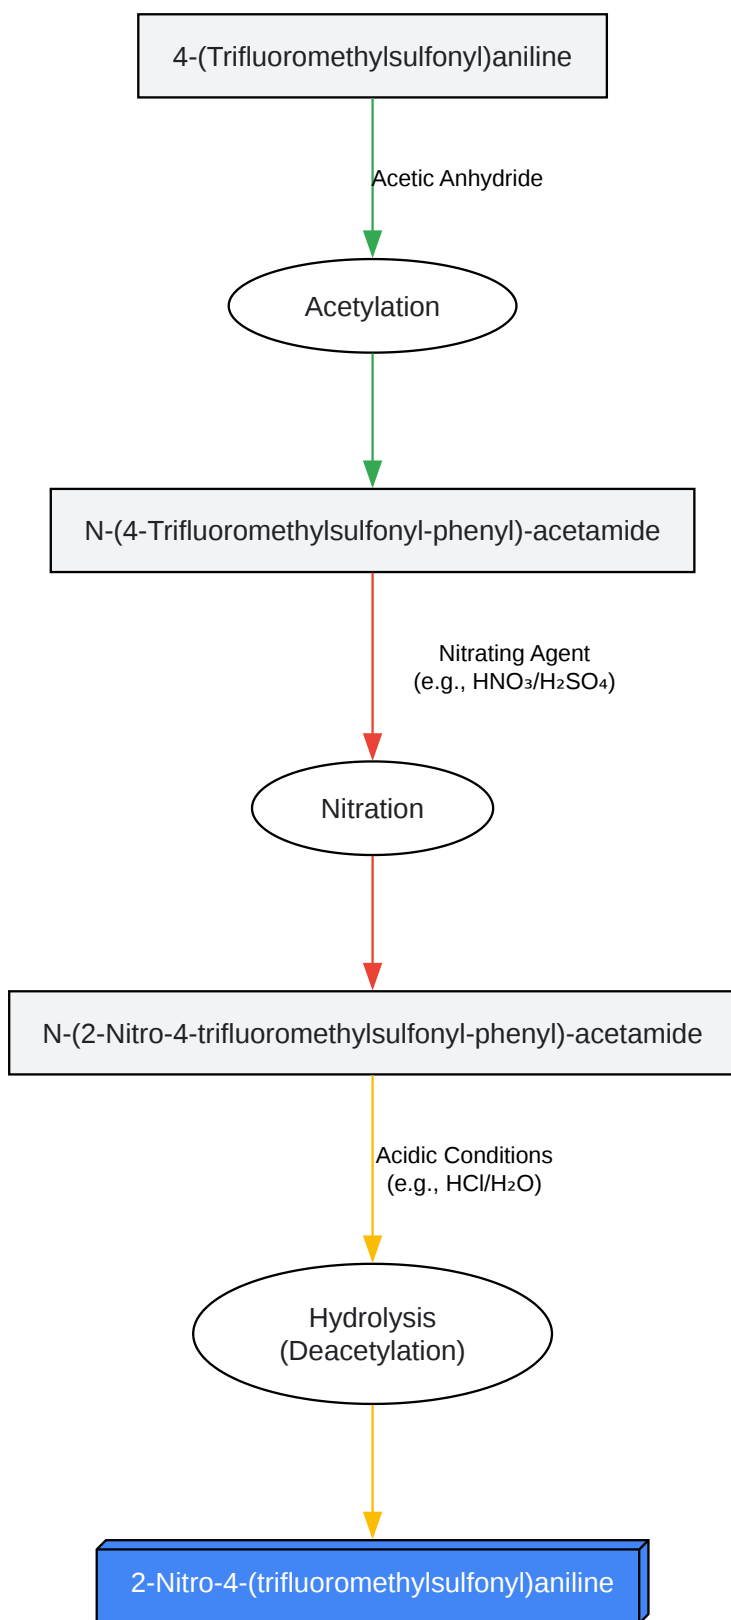 4-(Trifluoromethylsulfonyl)aniline
Acetic Anhydride
Acetylation
N-(4-Trifluoromethylsulfonyl-phenyl)-acetamide
Nitrating Agent
(e.g., HNO₃/H₂SO₄)
Nitration
N-(2-Nitro-4-trifluoromethylsulfonyl-phenyl)-acetamide
Acidic Conditions
(e.g., HCl/H₂O)
Hydrolysis
(Deacetylation)
2-Nitro-4-(trifluoromethylsulfonyl)aniline